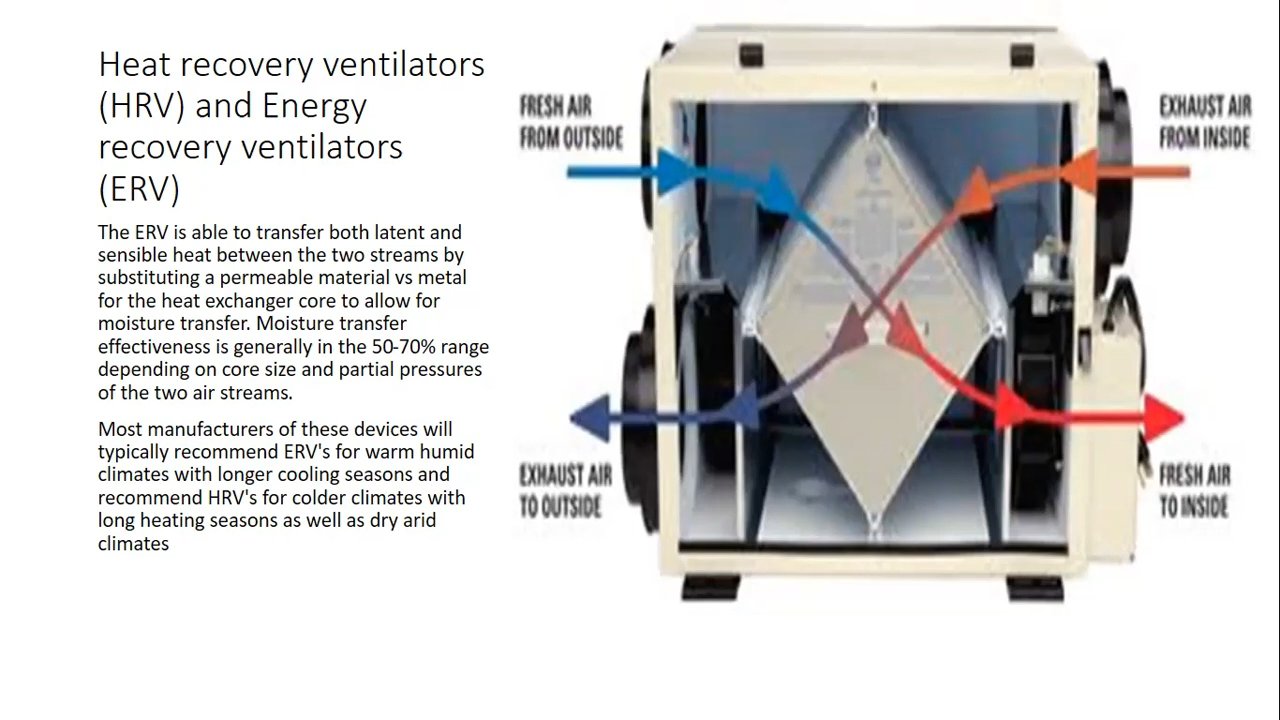 Heat recovery ventilators
(HRV) and Energy
recovery ventilators
(ERV)
The ERV is able to transfer both latent and
sensible heat between the two streams by
substituting a permeable material vs metal
for the heat exchanger core to allow for
moisture transfer. Moisture transfer
effectiveness is generally in the 50-70% range
depending on core size and partial pressures
of the two air streams.
Most manufacturers of these devices will
typically recommend ERV's for warm humid
climates with longer cooling seasons and
recommend HRV's for colder climates with
long heating seasons as well as dry arid
climates
FRESH AIR
FROM OUTSIDE
EXHAUST AIR
FROM INSIDE
EXHAUST AIR
TO OUTSIDE
FRESH AIR
TO INSIDE